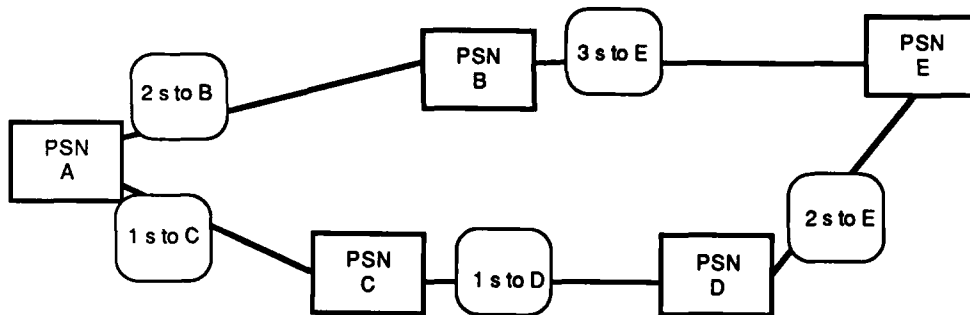 PSN
A
2 s to B
1 s to C
PSN
B
3 s to E
PSN
E
PSN
C
1 s to D
PSN
D
2 s to E